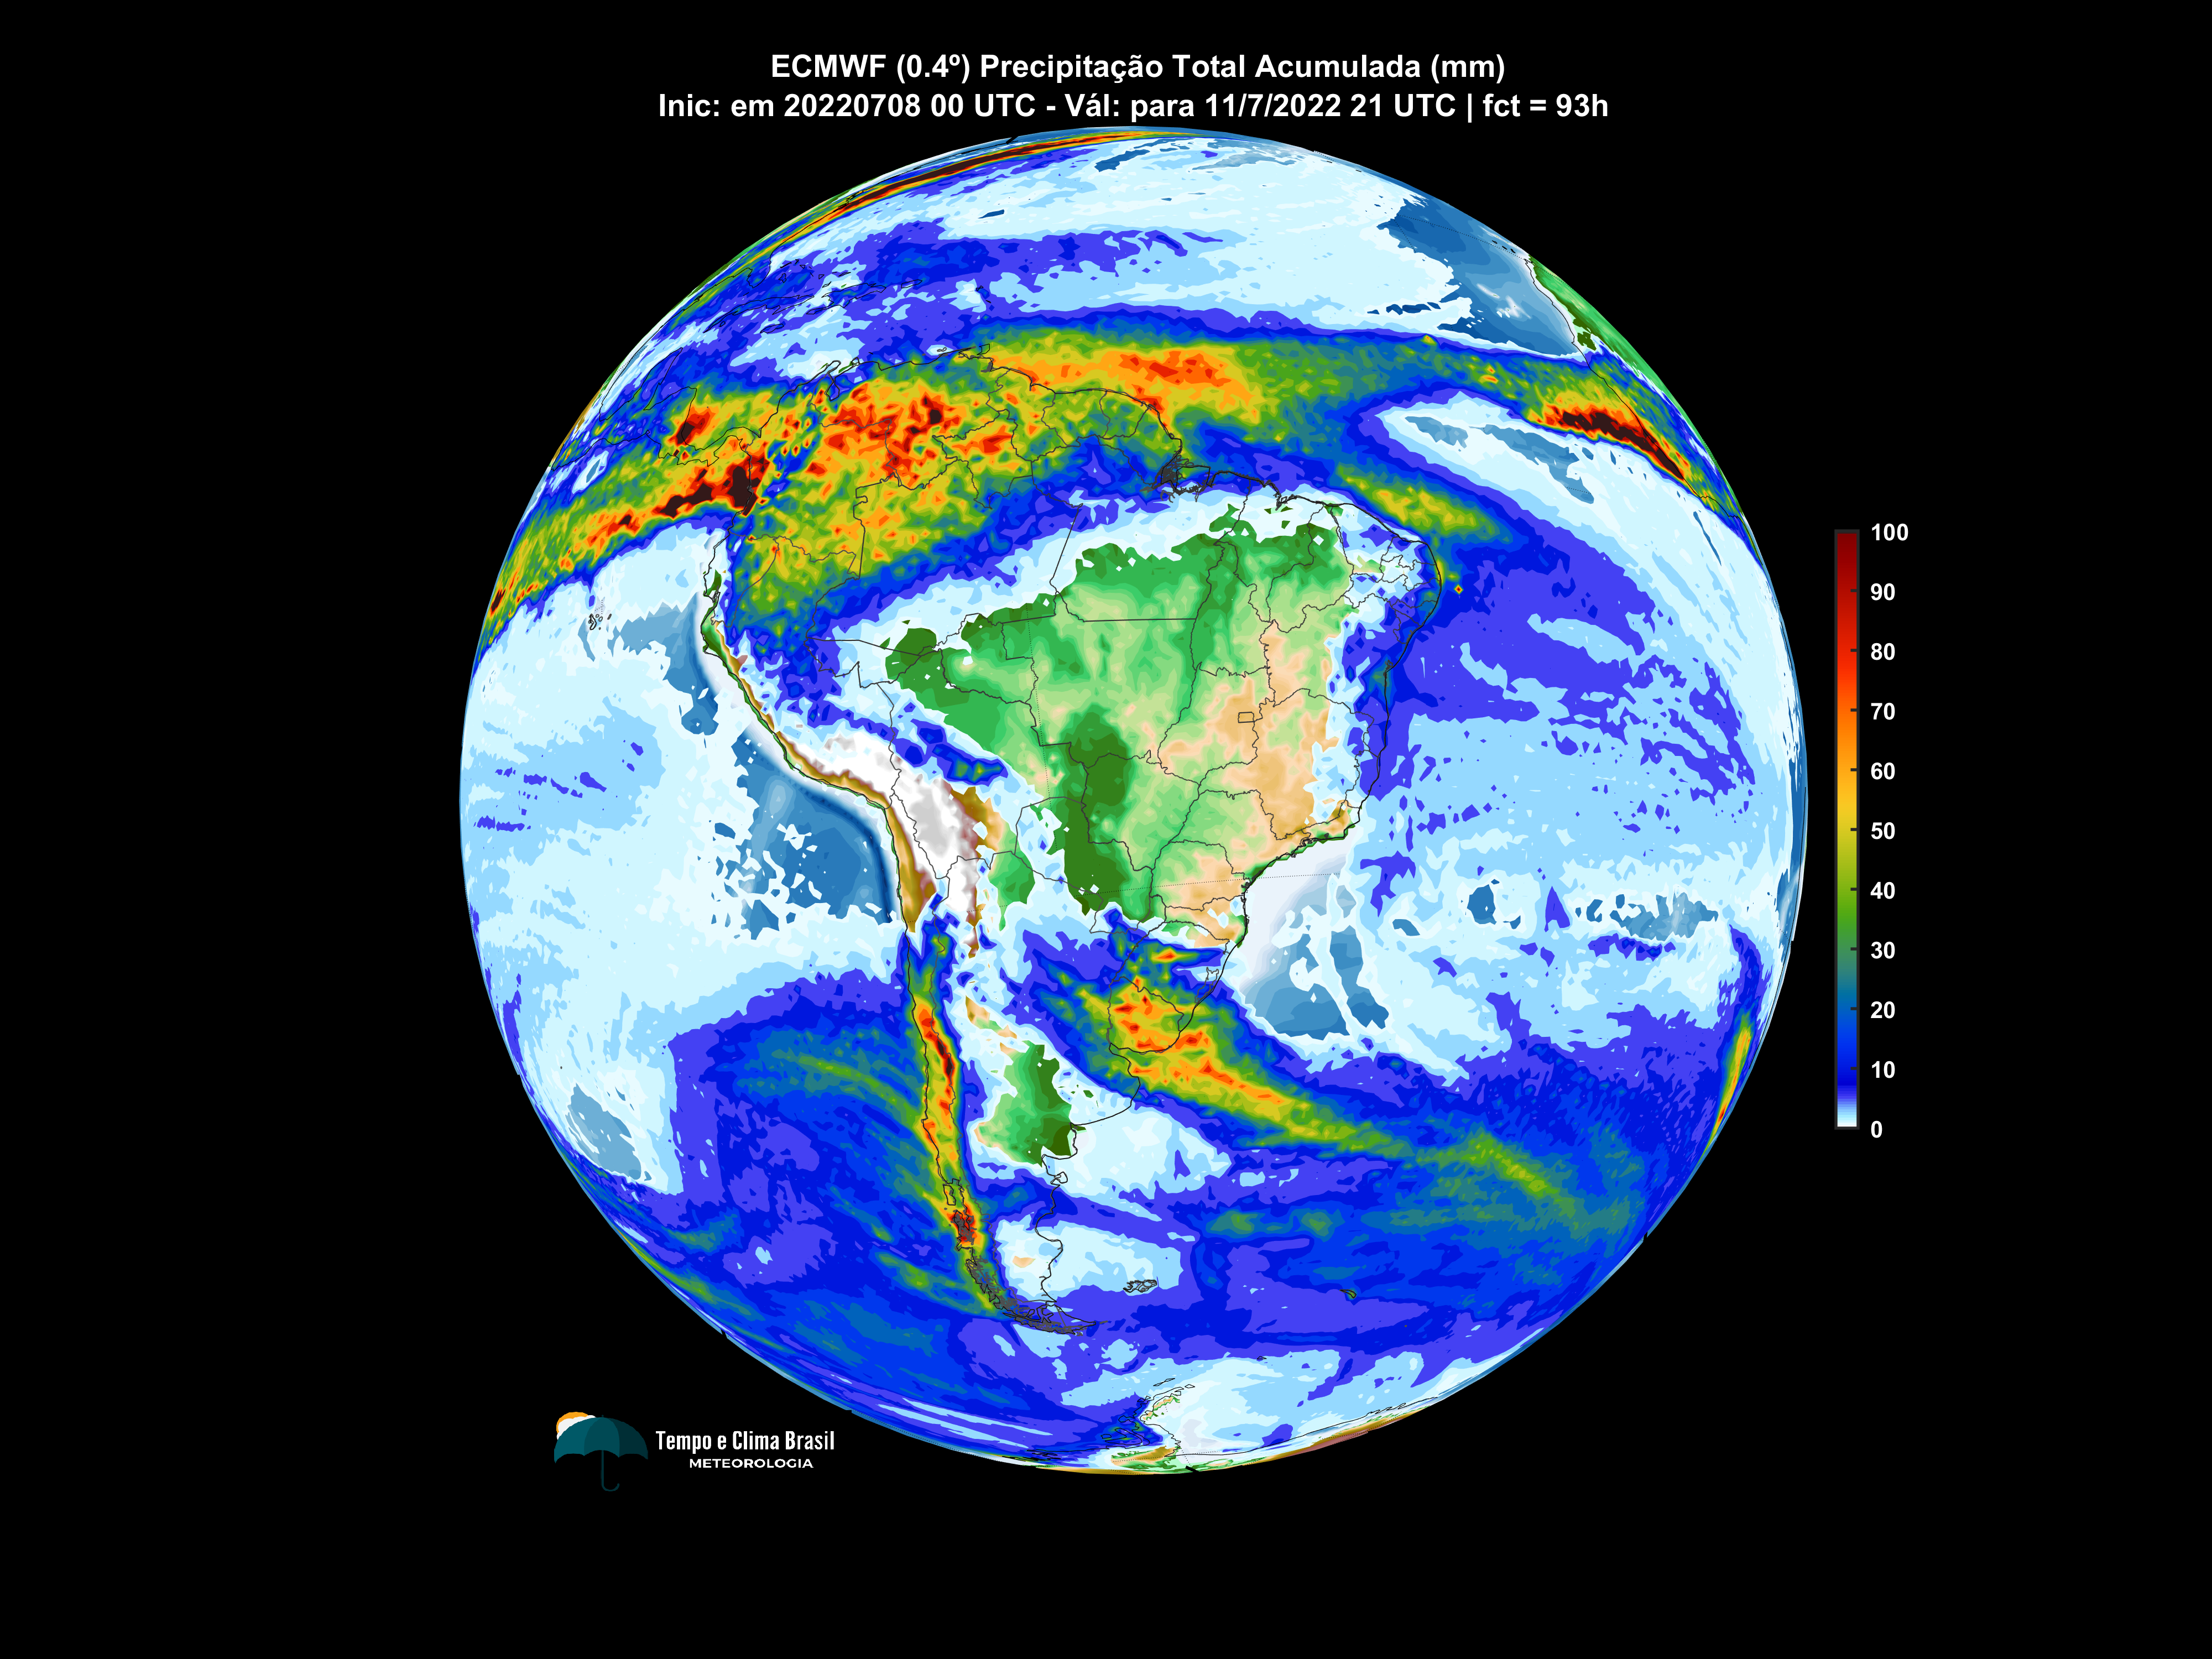 ECMWF (0.4º) Precipitação Total Acumulada (mm)
Inic: em 20220708 00 UTC - Vál: para 11/7/2022 21 UTC | fct = 93h
100
90
80
70
60
50
40
30
20
10
0
Tempo e Clima Brasil
METEOROLOGIA